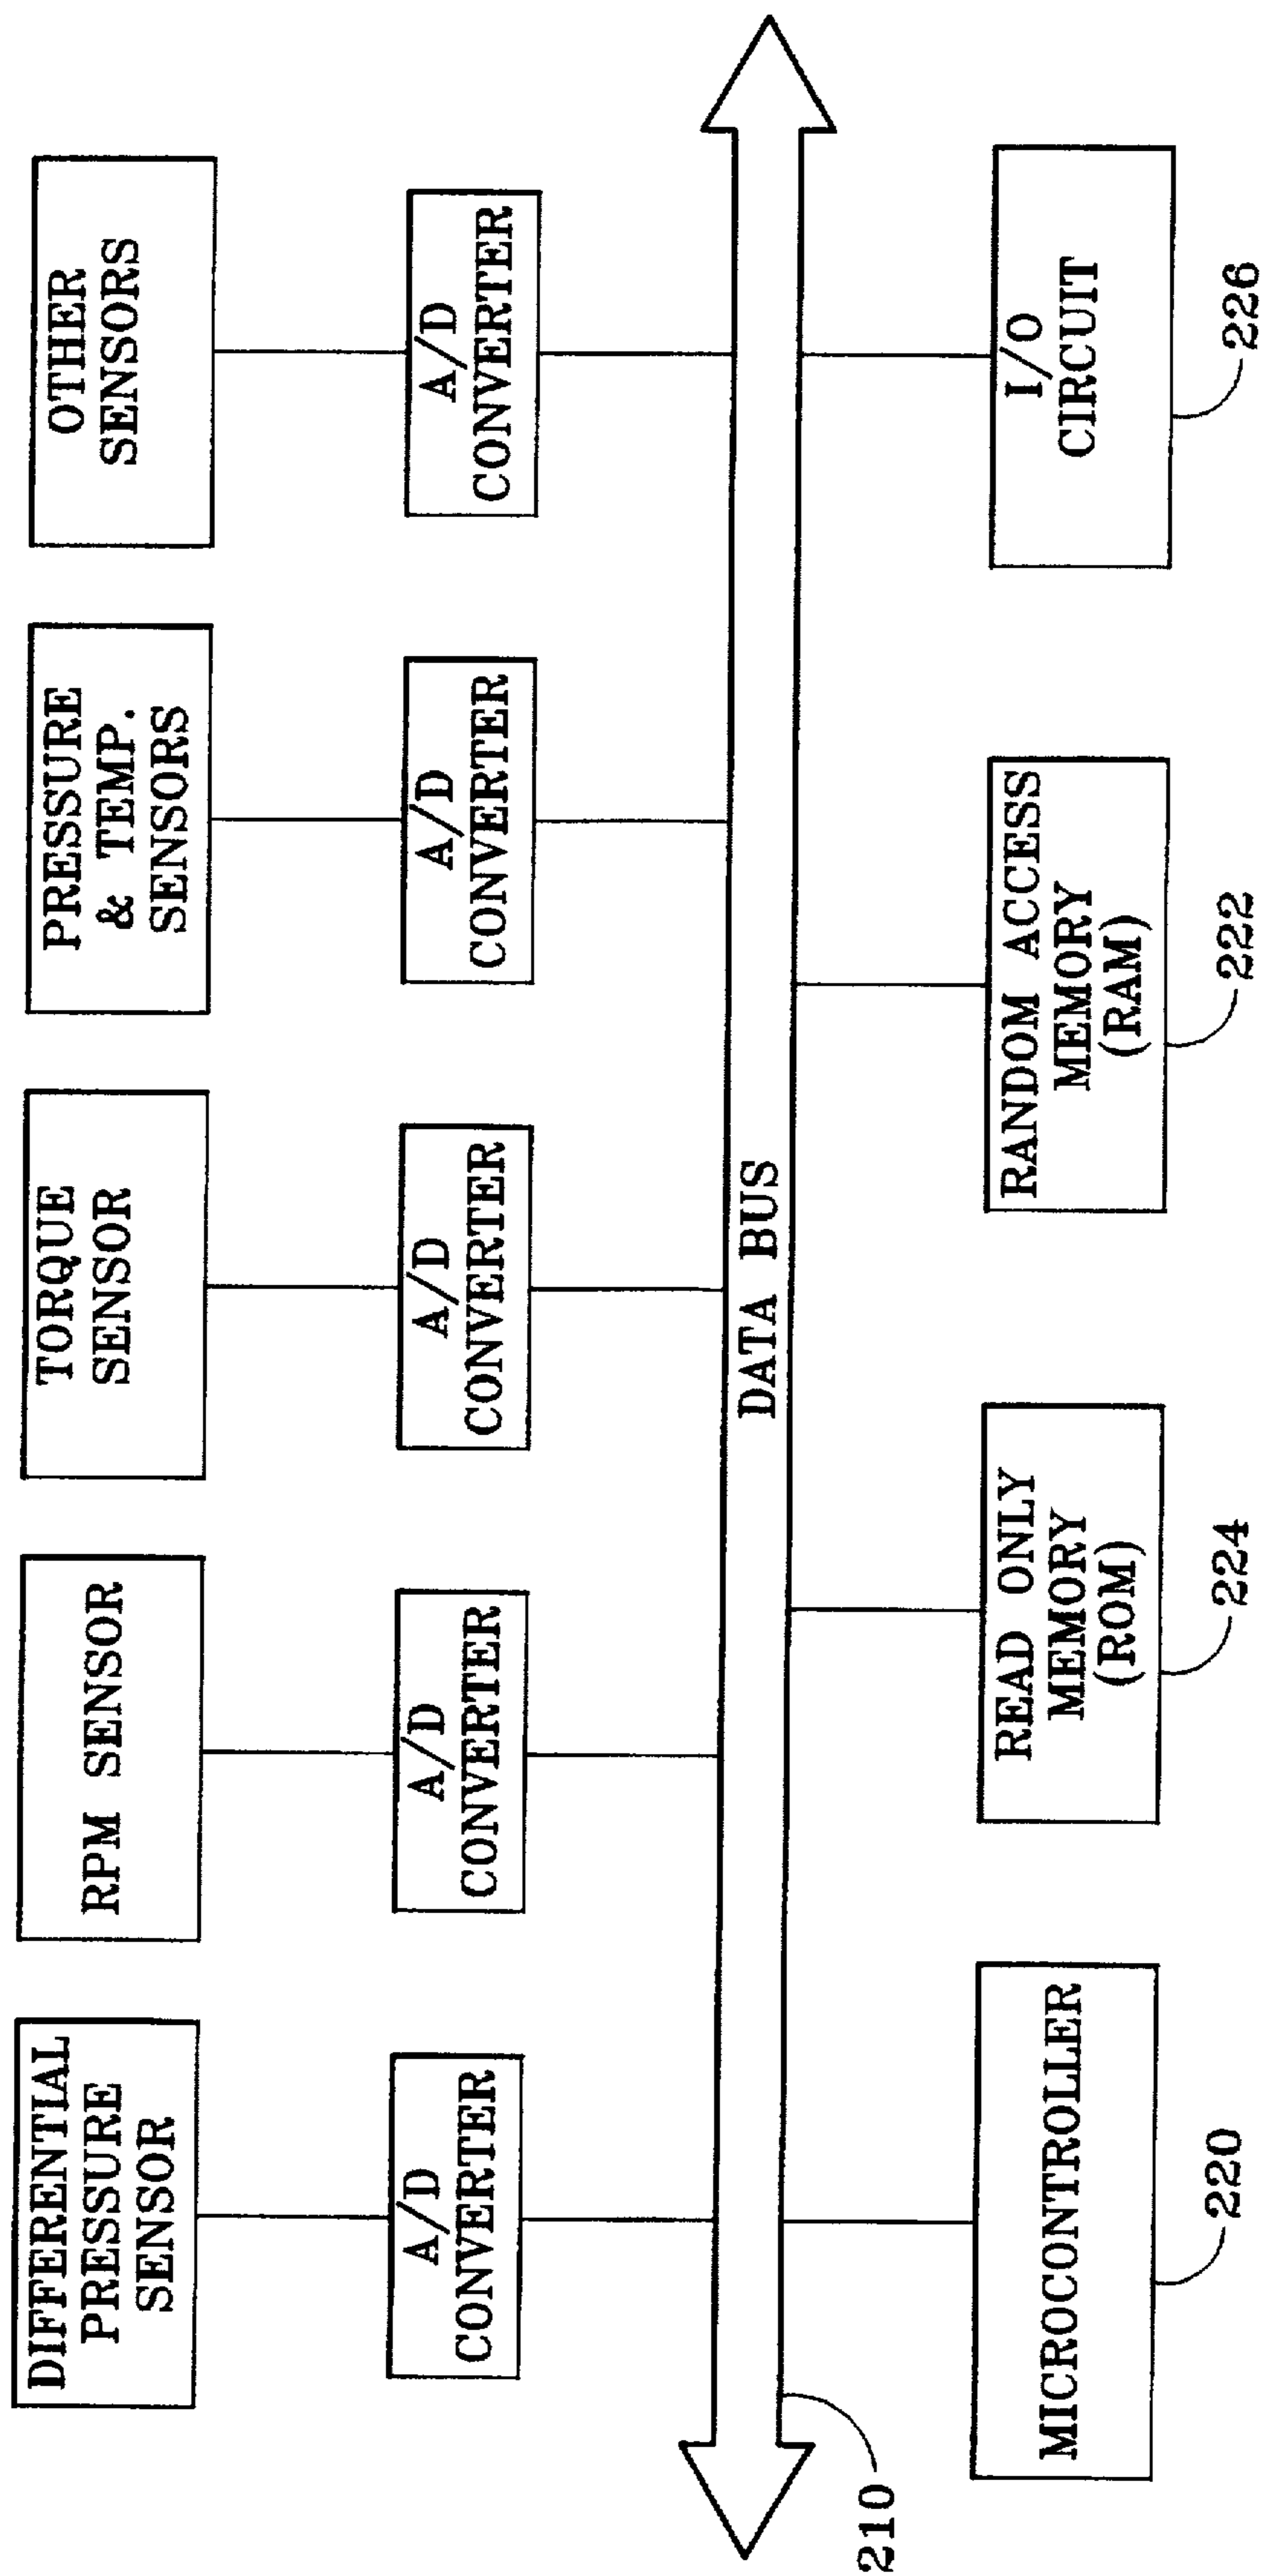 DIFFERENTIAL
PRESSURE
SENSOR
RPM SENSOR
TORQUE
SENSOR
PRESSURE
& TEMP.
SENSORS
OTHER
SENSORS
A/D
CONVERTER
A/D
CONVERTER
A/D
CONVERTER
A/D
CONVERTER
A/D
CONVERTER
DATA BUS
210
MICROCONTROLLER
220
READ ONLY
MEMORY
(ROM)
224
RANDOM ACCESS
MEMORY
(RAM)
222
I/O
CIRCUIT
226